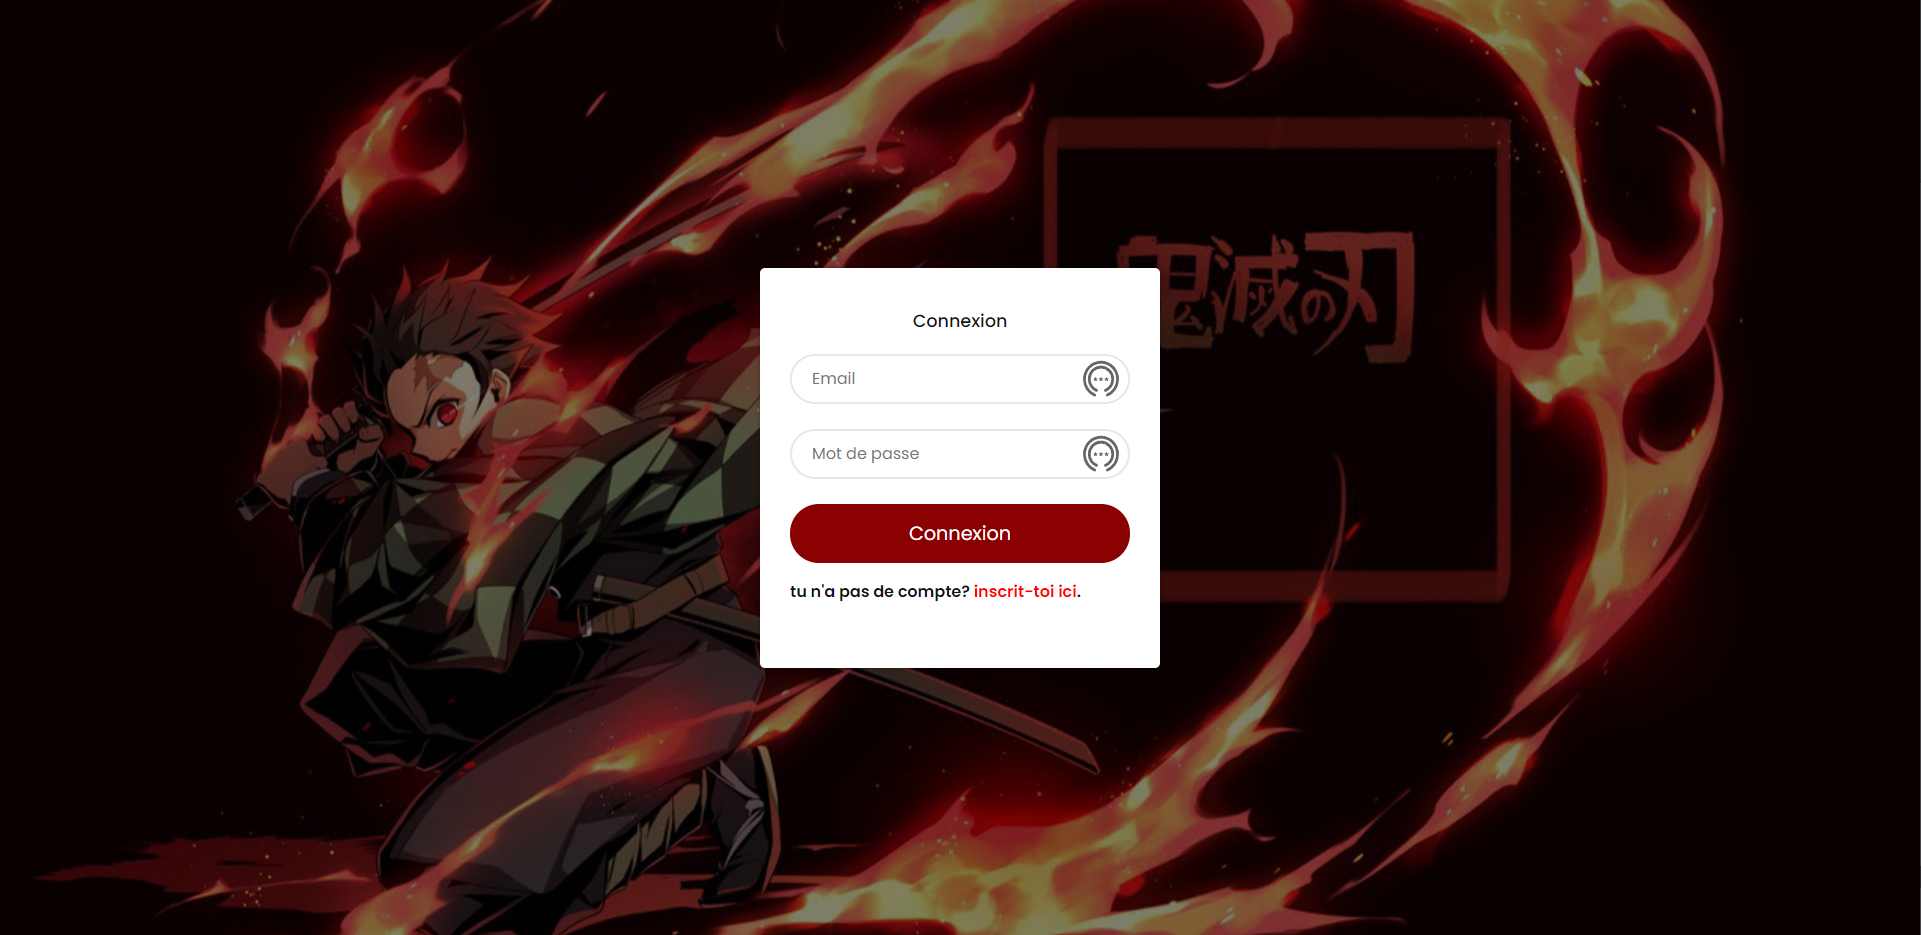 鬼滅の刃
Connexion
Email
Mot de passe
Connexion
tu n'a pas de compte? inscrit-toi ici.